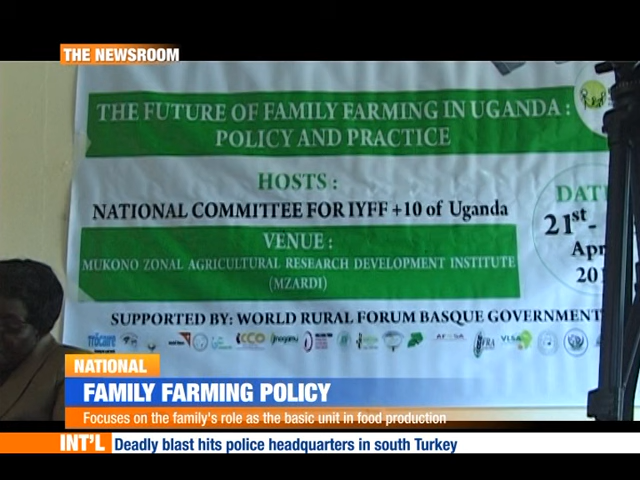 THE NEWSROOM
THE FUTURE OF FAMILY FARMING IN UGANDA :
POLICY AND PRACTICE
HOSTS :
NATIONAL COMMITTEE FOR IYFF +10 of Uganda
VENUE :
MUKONO ZONAL AGRICULTURAL RESEARCH DEVELOPMENT INSTITUTE
(MZARDI)
21st -
SUPPORTED BY: WORLD RURAL FORUM BASQUE GOVERNMENT
Trócaire
NATIONAL
FAMILY FARMING POLICY
Focuses on the family's role as the basic unit in food production
INT'L Deadly blast hits police headquarters in south Turkey